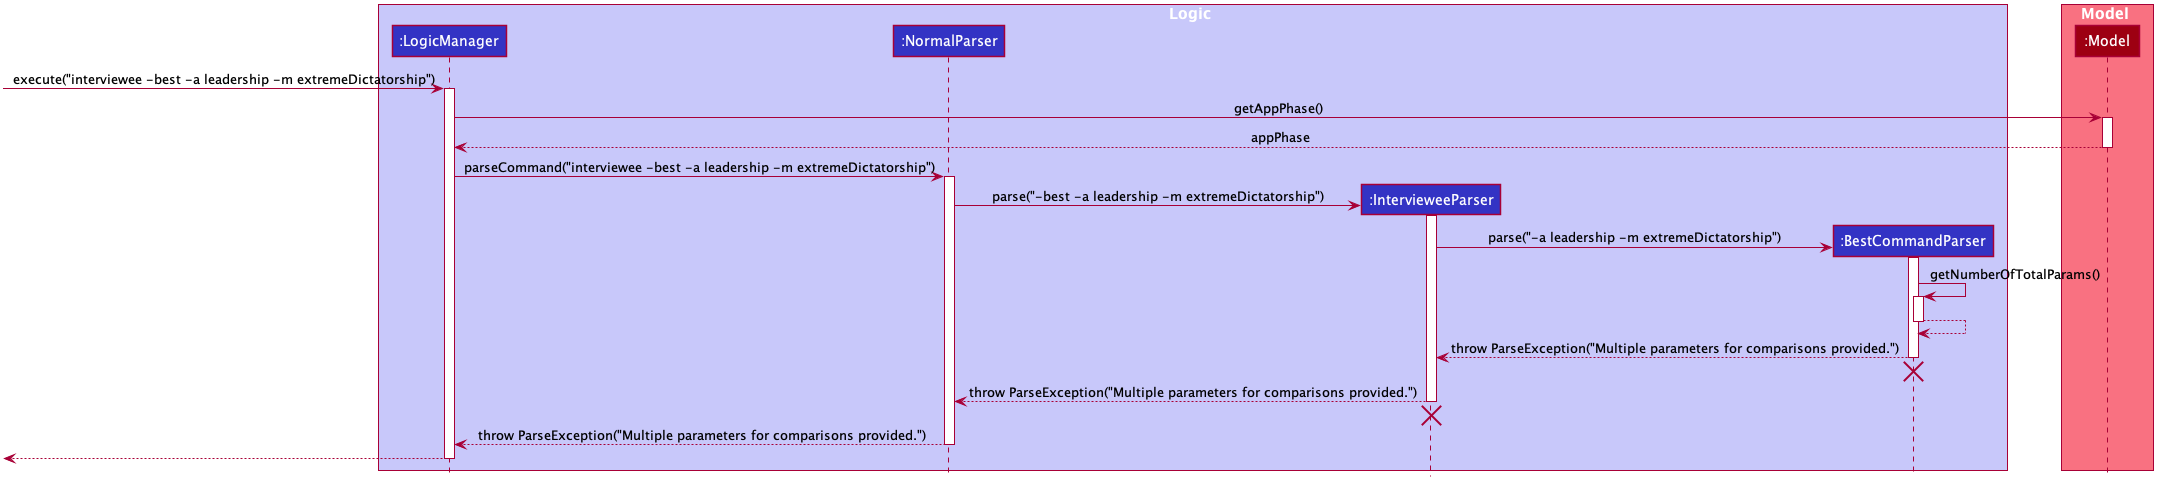 Logic
Model
:LogicManager
:NormalParser
:Model
execute("interviewee -best -a leadership -m extremeDictatorship")
getAppPhase()
appPhase
parseCommand("interviewee -best -a leadership -m extremeDictatorship")
parse("-best -a leadership -m extremeDictatorship")
:IntervieweeParser
parse("-a leadership -m extremeDictatorship")
:BestCommandParser
getNumberOfTotalParams()
throw ParseException("Multiple parameters for comparisons provided.")
throw ParseException("Multiple parameters for comparisons provided.")
throw ParseException("Multiple parameters for comparisons provided.")